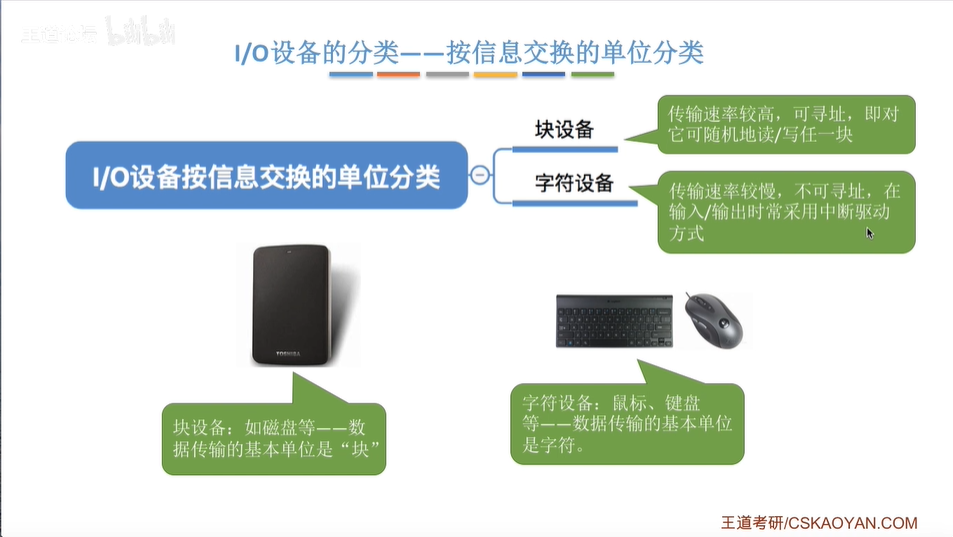 王道论坛 bilibili
I/O设备的分类——按信息交换的单位分类
I/O设备按信息交换的单位分类
块设备
传输速率较高，可寻址，即对
它可随机地读/写任一块
字符设备
传输速率较慢，不可寻址，在
输入/输出时常采用中断驱动
方式
TOSHIBA
块设备：如磁盘等——数
据传输的基本单位是“块”
字符设备：鼠标、键盘
等——数据传输的基本单位
是字符。
王道考研/CSKAOYAN.COM